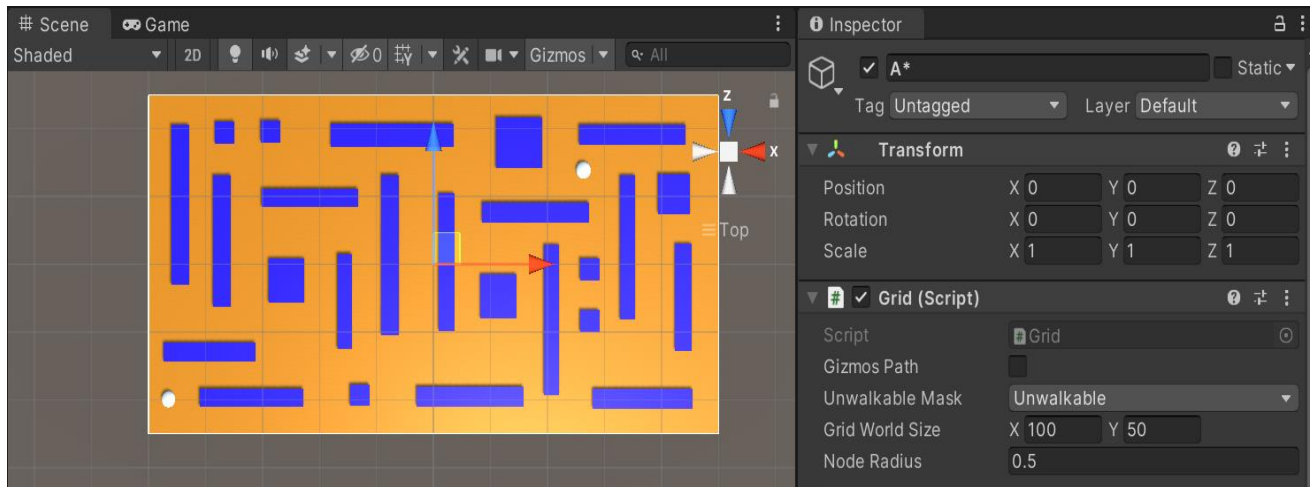 # Scene Game
Shaded 2D 0 Gizmos All
z
x
Top
Inspector
A* Static
Tag Untagged Layer Default
Transform
Position X 0 Y 0 Z 0
Rotation X 0 Y 0 Z 0
Scale X 1 Y 1 Z 1
# Grid (Script)
Script # Grid
Gizmos Path
Unwalkable Mask Unwalkable
Grid World Size X 100 Y 50
Node Radius 0.5